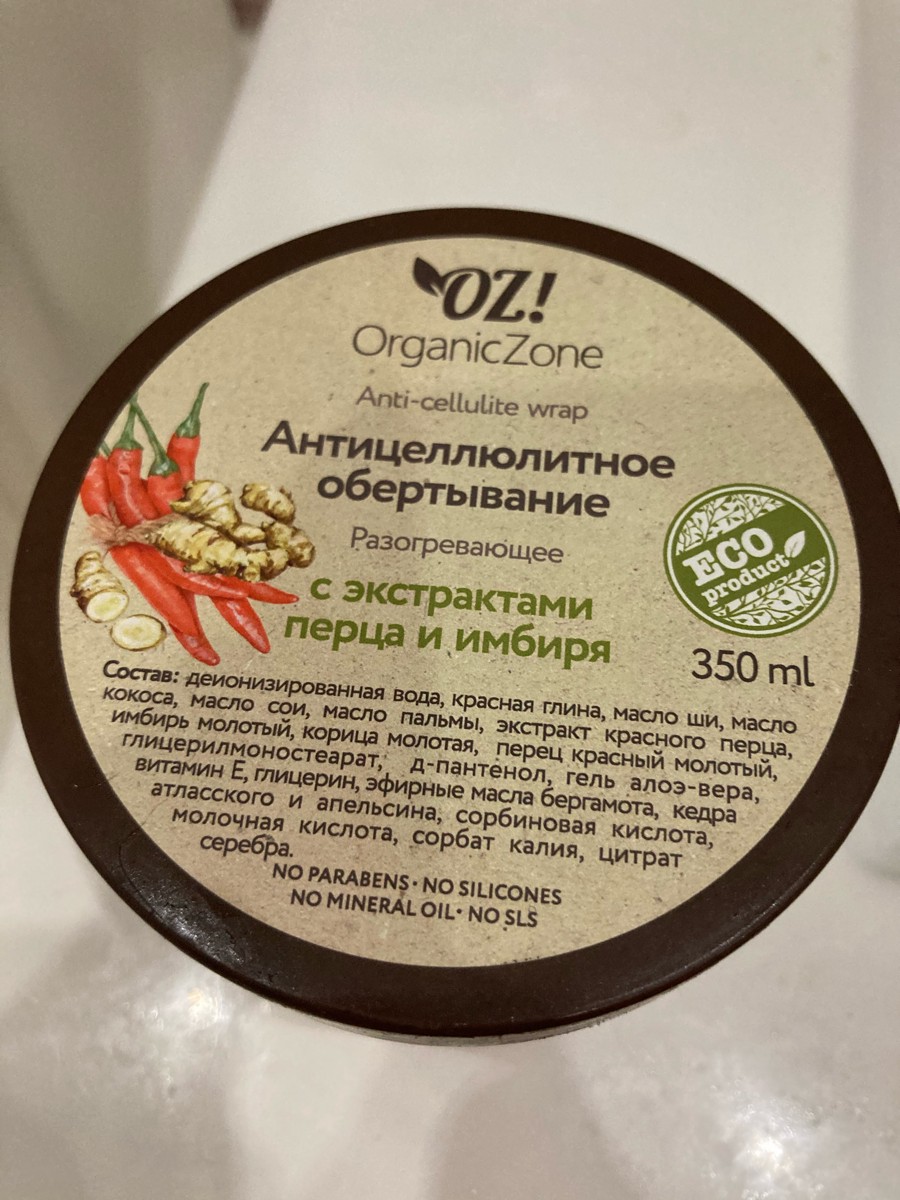 OZ!
OrganicZone
Anti-cellulite wrap
Антицеллюлитное
обертывание
Разогревающее
с экстрактами
перца и имбиря
ECO
product
350 ml
Состав: деионизированная вода, красная глина, масло ши, масло
кокоса, масло сои, масло пальмы, экстракт красного перца,
имбирь молотый, корица молотая, перец красный молотый,
глицерилмоностеарат, д-пантенол, гель алоэ-вера,
витамин Е, глицерин, эфирные масла бергамота, кедра
атласского и апельсина, сорбиновая кислота,
молочная кислота, сорбат калия, цитрат
серебра.
NO PARABENS · NO SILICONES
NO MINERAL OIL · NO SLS